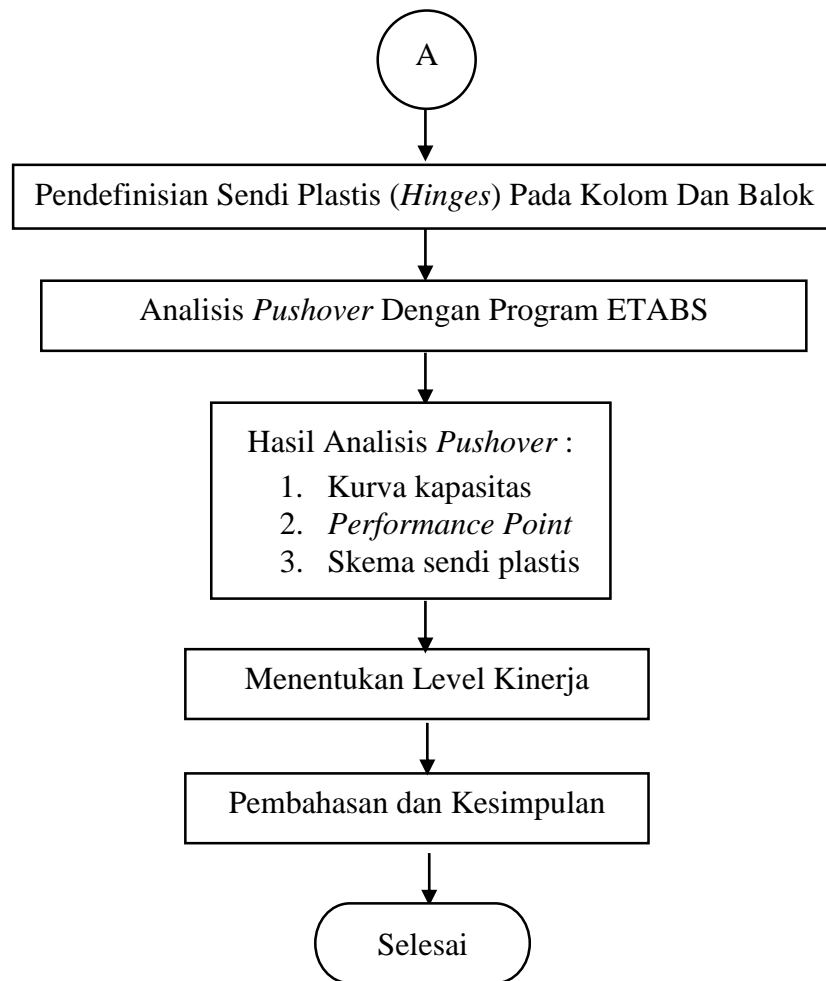 A
Pendefinisian Sendi Plastis (Hinges) Pada Kolom Dan Balok
Analisis Pushover Dengan Program ETABS
Hasil Analisis Pushover :
1. Kurva kapasitas
2. Performance Point
3. Skema sendi plastis
Menentukan Level Kinerja
Pembahasan dan Kesimpulan
Selesai